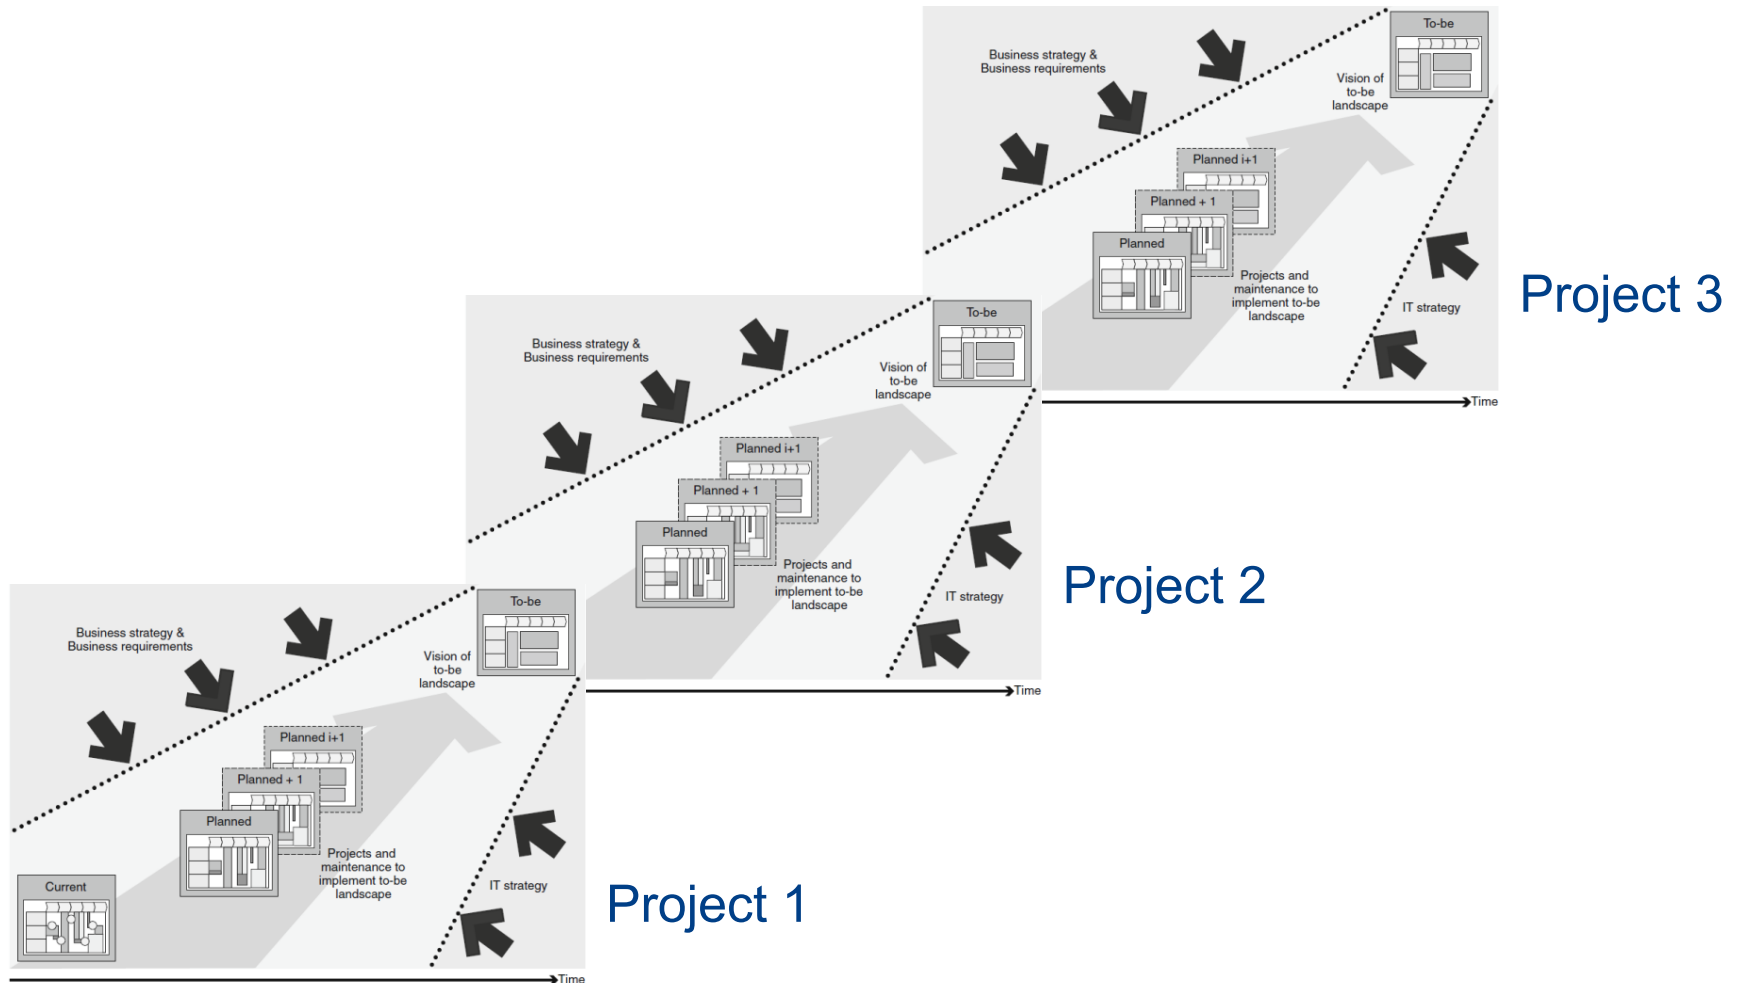 To-be
Business strategy &
Business requirements
Vision of
to-be
landscape
Planned i+1
Planned + 1
Planned
Projects and
maintenance to
implement to-be
landscape
IT strategy
Time
Project 3
To-be
Business strategy &
Business requirements
Vision of
to-be
landscape
Planned i+1
Planned + 1
Planned
Projects and
maintenance to
implement to-be
landscape
IT strategy
Time
Project 2
To-be
Business strategy &
Business requirements
Vision of
to-be
landscape
Planned i+1
Planned + 1
Planned
Projects and
maintenance to
implement to-be
landscape
Current
IT strategy
Time
Project 1